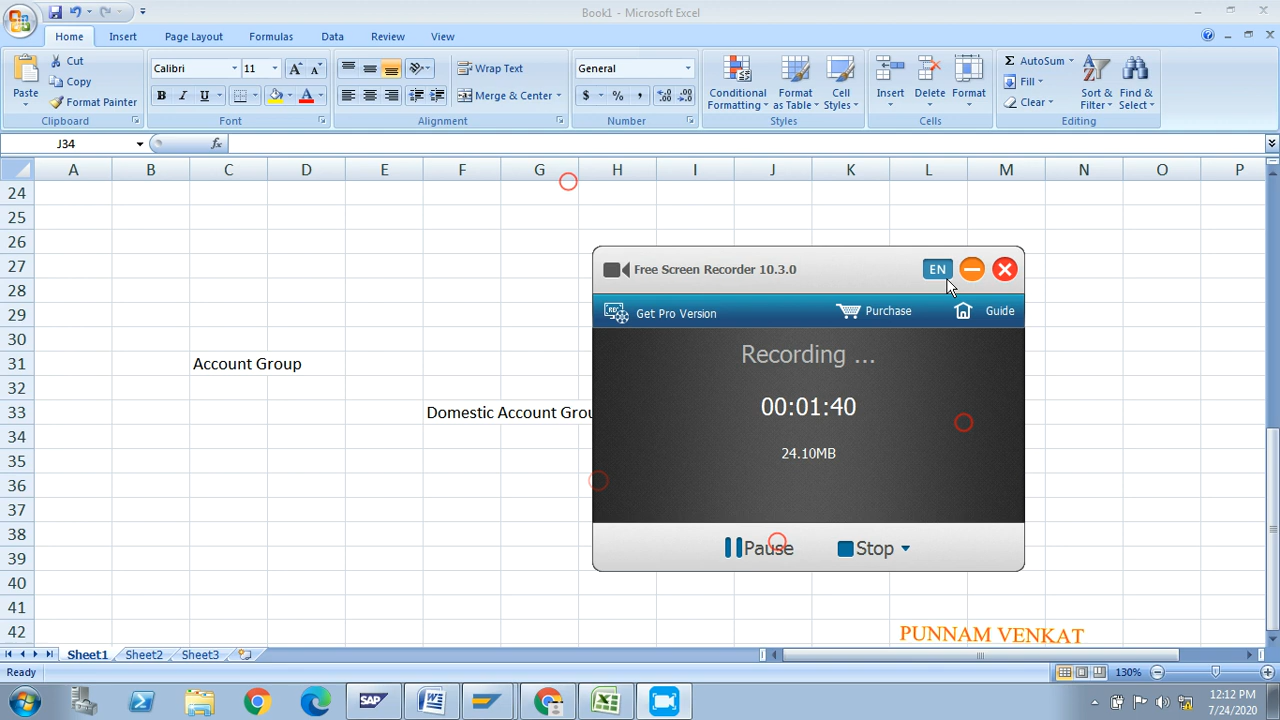 Book1 - Microsoft Excel
Home Insert Page Layout Formulas Data Review View
Paste
Cut
Copy
Format Painter
Clipboard
Calibri 11
B I U
Font
Wrap Text
Merge & Center
Alignment
General
$ % ,
Number
Conditional Formatting
Format as Table
Cell Styles
Styles
Insert Delete Format
Cells
AutoSum
Fill
Clear
Sort & Filter
Find & Select
Editing
J34 fx
A B C D E F G H I J K L M N O P
24
25
26
27
28
29
30
31 Account Group
32
33 Domestic Account Grou
34
35
36
37
38
39
40
41
42
Free Screen Recorder 10.3.0 EN
Get Pro Version Purchase Guide
Recording ...
00:01:40
24.10MB
Pause Stop
PUNNAM VENKAT
Sheet1 Sheet2 Sheet3
Ready 130%
SAP
12:12 PM
7/24/2020